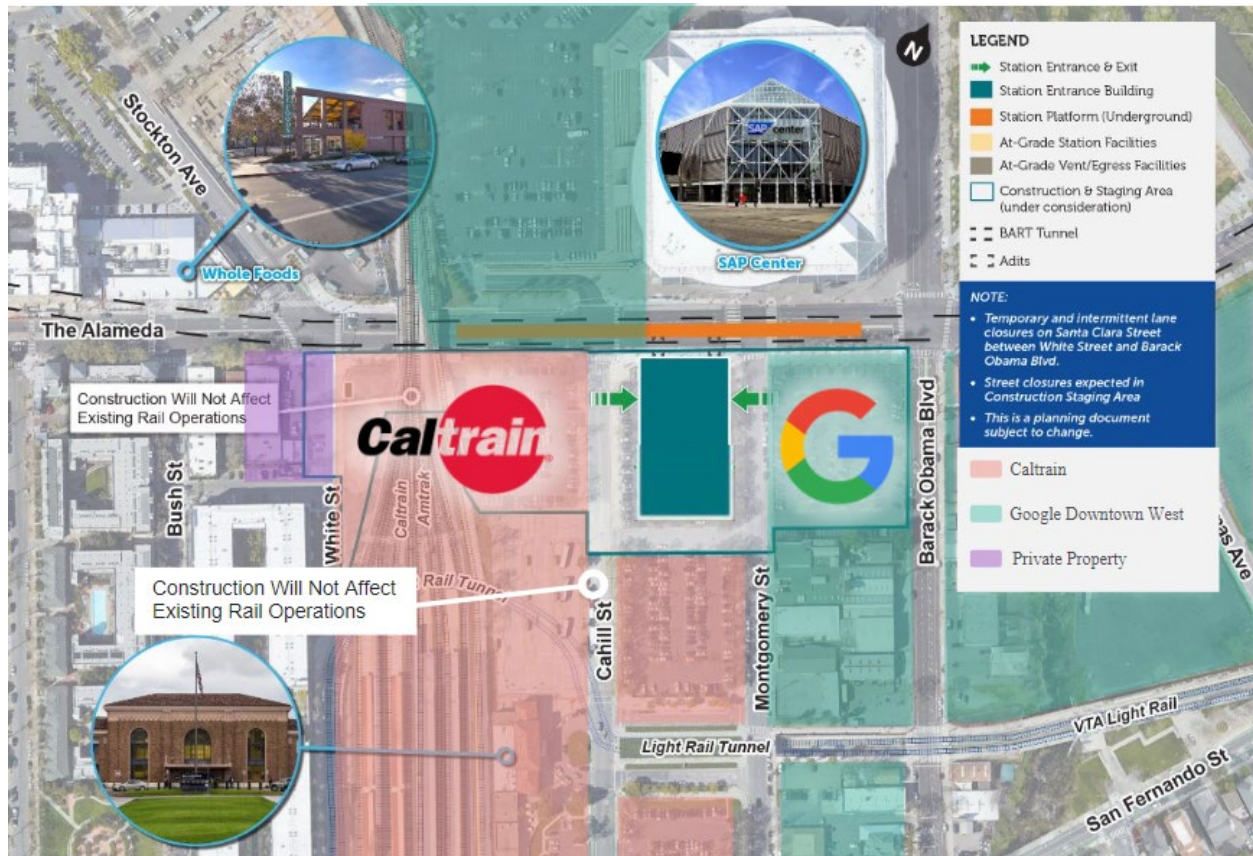 Stockton Ave
Whole Foods
SAP center
SAP Center
N
The Alameda
Construction Will Not Affect
Existing Rail Operations
Caltrain
Caltrain
Amtrak
Bush St
White St
Rail Tunnel
Construction Will Not Affect
Existing Rail Operations
Cahill St
Montgomery St
Barack Obama Blvd
Light Rail Tunnel
VTA Light Rail
San Fernando St
as Ave
LEGEND
Station Entrance & Exit
Station Entrance Building
Station Platform (Underground)
At-Grade Station Facilities
At-Grade Vent/Egress Facilities
Construction & Staging Area
(under consideration)
BART Tunnel
Adits
NOTE:
• Temporary and intermittent lane
closures on Santa Clara Street
between White Street and Barack
Obama Blvd.
• Street closures expected in
Construction Staging Area
• This is a planning document
subject to change.
Caltrain
Google Downtown West
Private Property